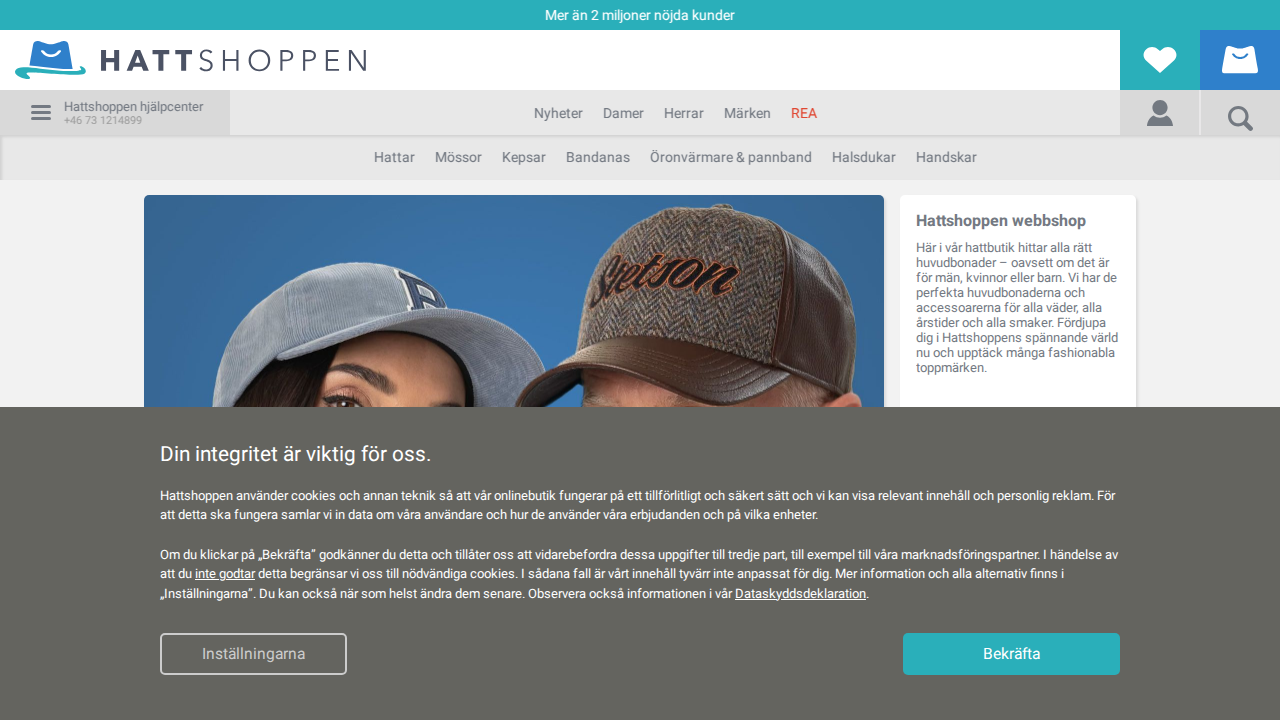 Mer än 2 miljoner nöjda kunder
HATTSHOPPEN
Hattshoppen hjälpcenter
+46 73 1214899
Nyheter Damer Herrar Märken REA
Hattar Mössor Kepsar Bandanas Öronvärmare & pannband Halsdukar Handskar
B
Stetson
Hattshoppen webbshop
Här i vår hattbutik hittar alla rätt
huvudbonader – oavsett om det är
för män, kvinnor eller barn. Vi har de
perfekta huvudbonaderna och
accessoarerna för alla väder, alla
årstider och alla smaker. Fördjupa
dig i Hattshoppens spännande värld
nu och upptäck många fashionabla
toppmärken.
Din integritet är viktig för oss.
Hattshoppen använder cookies och annan teknik så att vår onlinebutik fungerar på ett tillförlitligt och säkert sätt och vi kan visa relevant innehåll och personlig reklam. För
att detta ska fungera samlar vi in data om våra användare och hur de använder våra erbjudanden och på vilka enheter.
Om du klickar på „Bekräfta“ godkänner du detta och tillåter oss att vidarebefordra dessa uppgifter till tredje part, till exempel till våra marknadsföringspartner. I händelse av
att du inte godtar detta begränsar vi oss till nödvändiga cookies. I sådana fall är vårt innehåll tyvärr inte anpassat för dig. Mer information och alla alternativ finns i
„Inställningarna“. Du kan också när som helst ändra dem senare. Observera också informationen i vår Dataskyddsdeklaration.
Inställningarna
Bekräfta